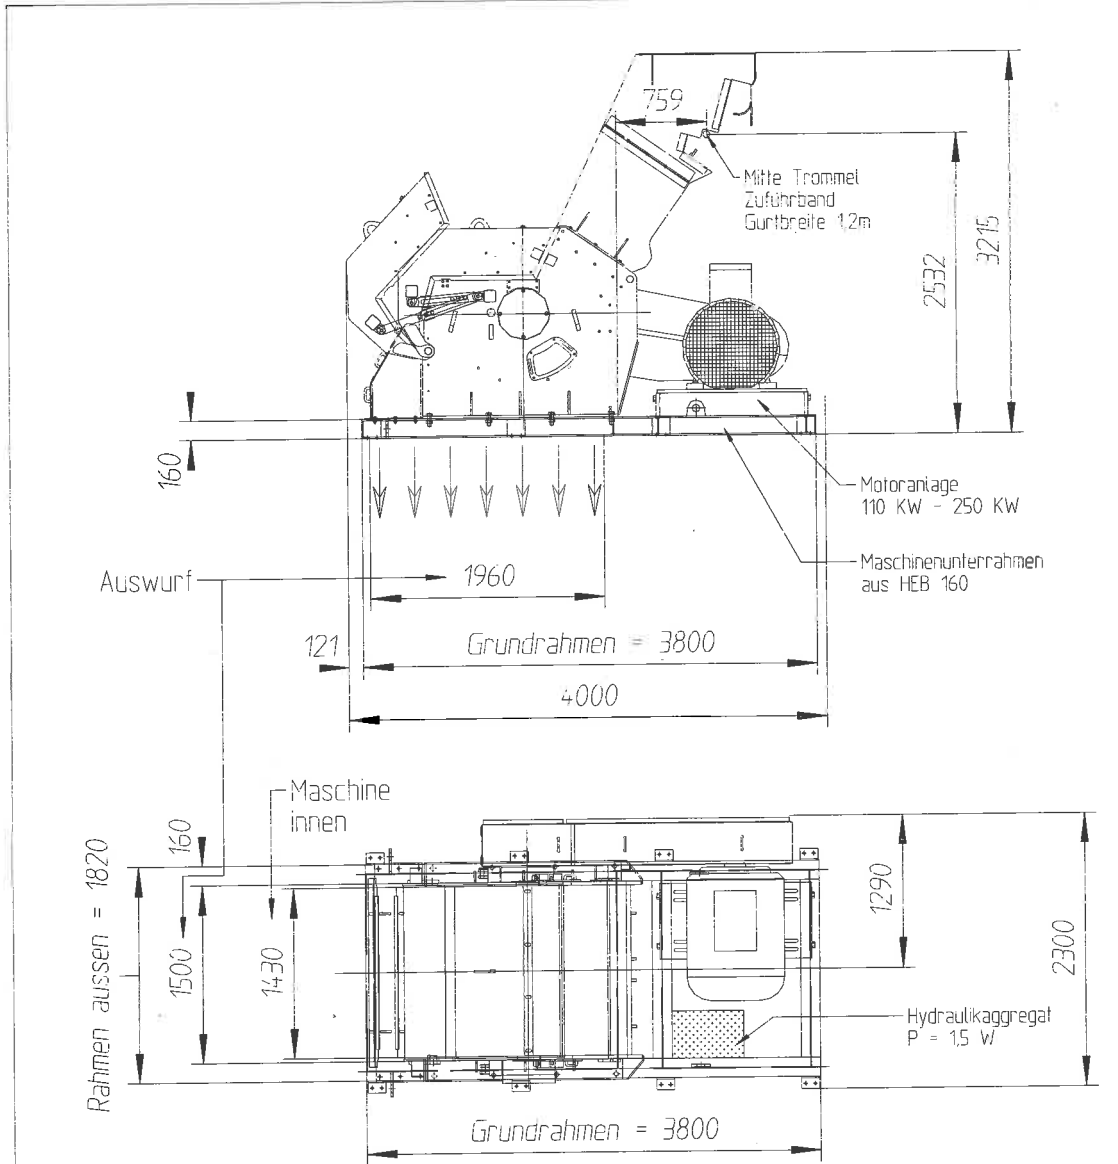 759
Mitte Trommel
Zuführband
Gurtbreite 1,2m
2532
3215
160
Motoranlage
110 KW - 250 KW
Maschinenunterrahmen
aus HEB 160
Auswurf
1960
121
Grundrahmen = 3800
4000
Maschine
innen
160
Rahmen aussen = 1820
1500
1430
1290
2300
Hydraulikaggregat
P = 1,5 W
Grundrahmen = 3800